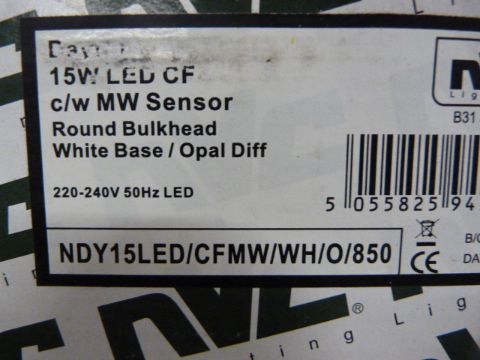 15W LED CF
c/w MW Sensor
Round Bulkhead
White Base / Opal Diff
220-240V 50Hz LED
B31
5 055825 94
NDY15LED/CFMW/WH/O/850
CE
B/C
DA